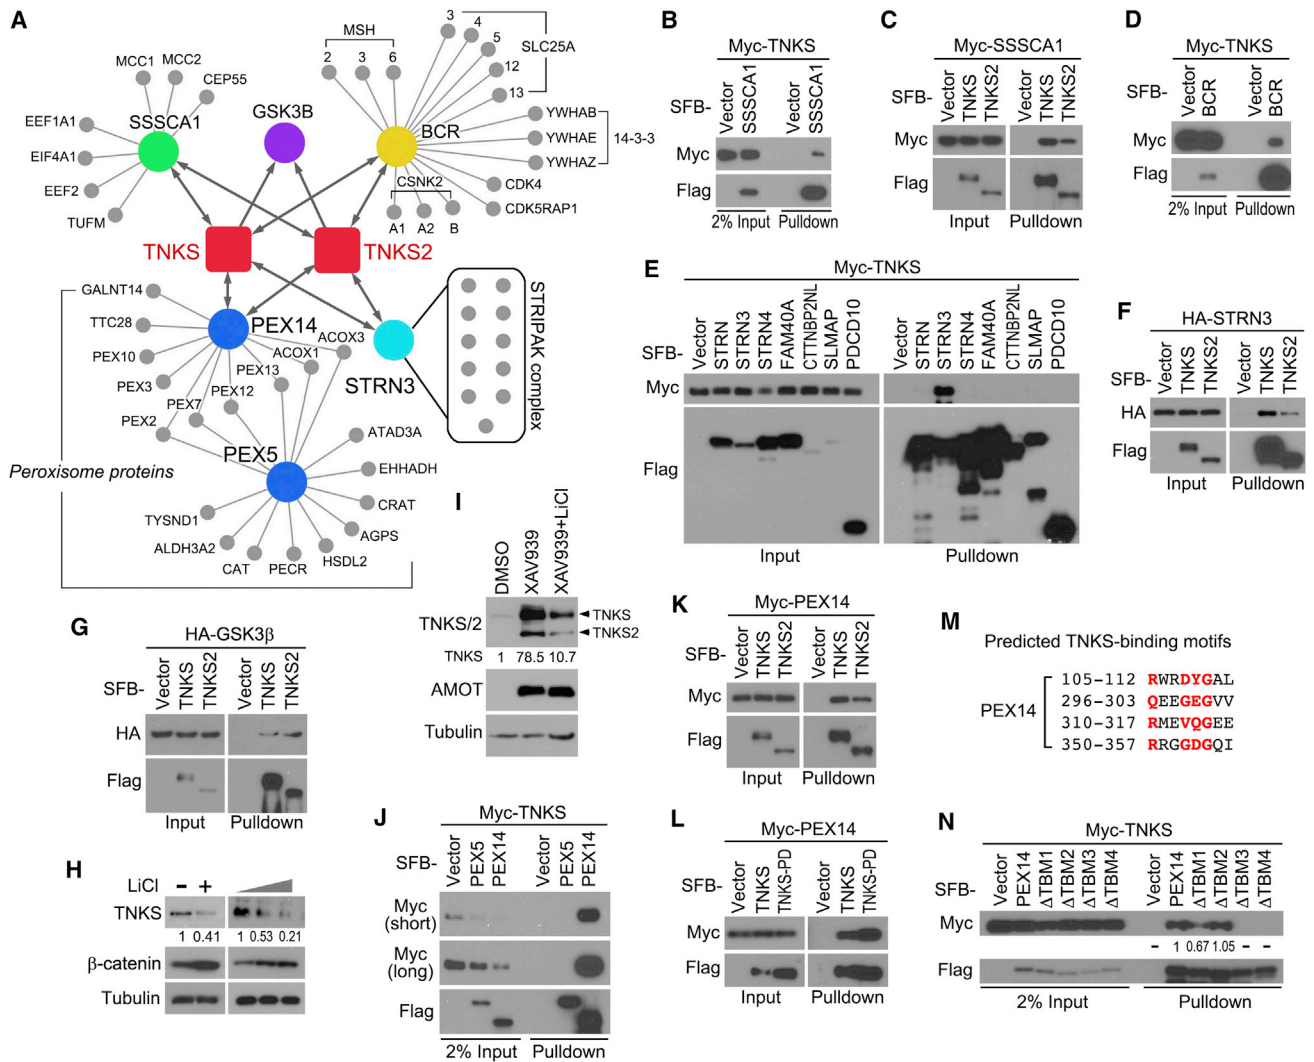 A
MCC1
MCC2
CEP55
SSSCA1
EEF1A1
EIF4A1
EEF2
TUFM
GSK3B
MSH
2
3
6
3
4
5
12
13
SLC25A
BCR
YWHAB
YWHAE
YWHAZ
14-3-3
CDK4
CDK5RAP1
CSNK2
A1
A2
B
TNKS
TNKS2
GALNT14
TTC28
PEX10
PEX3
PEX2
PEX7
PEX12
PEX13
ACOX1
ACOX3
PEX14
STRN3
STRIPAK complex
Peroxisome proteins
PEX5
ATAD3A
EHHADH
CRAT
AGPS
HSDL2
PECR
CAT
ALDH3A2
TYSND1
B
Myc-TNKS
SFB-
Vector
SSSCA1
Vector
SSSCA1
Myc
Flag
2% Input
Pulldown
C
Myc-SSSCA1
SFB-
Vector
TNKS
TNKS2
Vector
TNKS
TNKS2
Myc
Flag
Input
Pulldown
D
Myc-TNKS
SFB-
Vector
BCR
Vector
BCR
Myc
Flag
2% Input
Pulldown
E
Myc-TNKS
SFB-
Vector
STRN
STRN3
STRN4
FAM40A
CTTNBP2NL
SLMAP
PDCD10
Vector
STRN
STRN3
STRN4
FAM40A
CTTNBP2NL
SLMAP
PDCD10
Myc
Flag
Input
Pulldown
F
HA-STRN3
SFB-
Vector
TNKS
TNKS2
Vector
TNKS
TNKS2
HA
Flag
Input
Pulldown
G
HA-GSK3β
SFB-
Vector
TNKS
TNKS2
Vector
TNKS
TNKS2
HA
Flag
Input
Pulldown
H
LiCl
- +
TNKS
1 0.41 1 0.53 0.21
β-catenin
Tubulin
I
DMSO
XAV939
XAV939+LiCl
TNKS/2
TNKS
TNKS2
TNKS 1 78.5 10.7
AMOT
Tubulin
J
Myc-TNKS
SFB-
Vector
PEX5
PEX14
Vector
PEX5
PEX14
Myc
(short)
Myc
(long)
Flag
2% Input
Pulldown
K
Myc-PEX14
SFB-
Vector
TNKS
TNKS2
Vector
TNKS
TNKS2
Myc
Flag
Input
Pulldown
L
Myc-PEX14
SFB-
Vector
TNKS
TNKS-PD
Vector
TNKS
TNKS-PD
Myc
Flag
Input
Pulldown
M
Predicted TNKS-binding motifs
PEX14
105-112 RWRDYGAL
296-303 QEEGEGVV
310-317 RMEVQGEE
350-357 RRGGDGQI
N
Myc-TNKS
SFB-
Vector
PEX14
ΔTBM1
ΔTBM2
ΔTBM3
ΔTBM4
Vector
PEX14
ΔTBM1
ΔTBM2
ΔTBM3
ΔTBM4
Myc
- 1 0.67 1.05 - -
Flag
2% Input
Pulldown